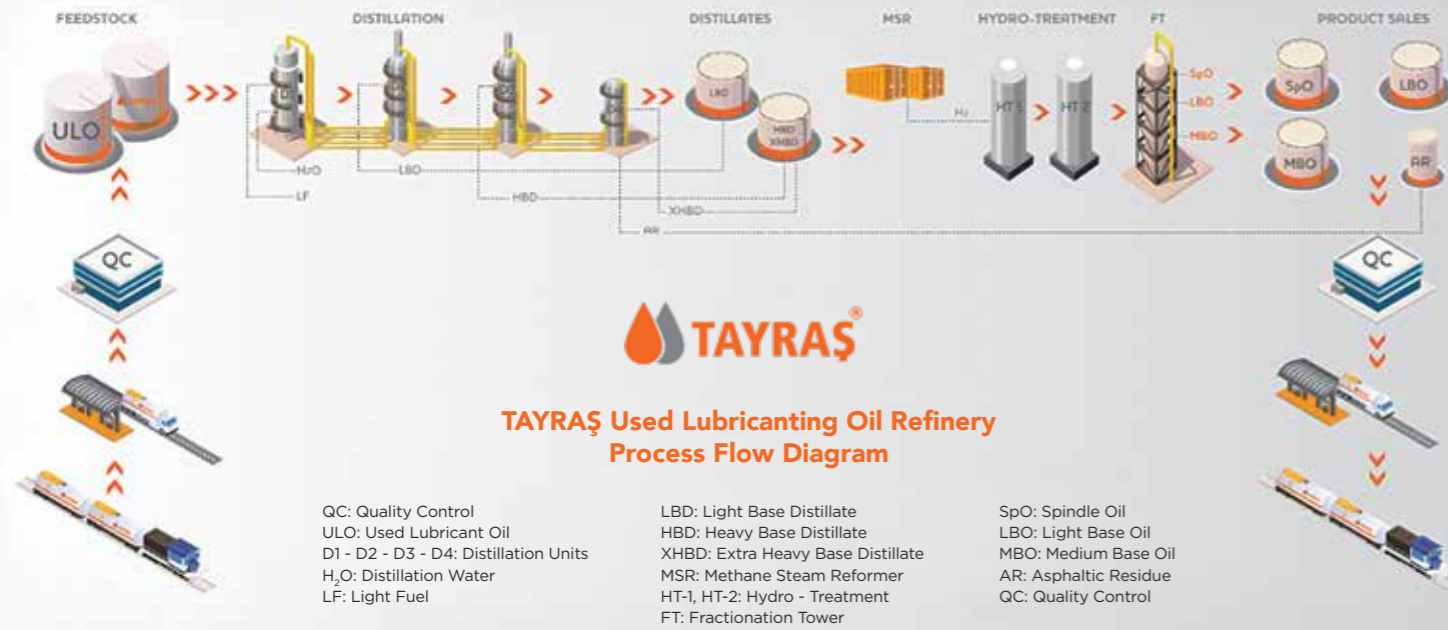 FEEDSTOCK
DISTILLATION
DISTILLATES
MSR
HYDRO-TREATMENT
FT
PRODUCT SALES
ULO
LBD
HBD
XHBD
H₂
HT 1
HT 2
SpO
LBO
MBO
SpO
LBO
MBO
AR
H₂O
LBD
LF
HBD
XHBD
AR
QC
QC
TAYRAŞ®
TAYRAŞ Used Lubricanting Oil Refinery
Process Flow Diagram
QC: Quality Control
ULO: Used Lubricant Oil
D1 - D2 - D3 - D4: Distillation Units
H₂O: Distillation Water
LF: Light Fuel
LBD: Light Base Distillate
HBD: Heavy Base Distillate
XHBD: Extra Heavy Base Distillate
MSR: Methane Steam Reformer
HT-1, HT-2: Hydro - Treatment
FT: Fractionation Tower
SpO: Spindle Oil
LBO: Light Base Oil
MBO: Medium Base Oil
AR: Asphaltic Residue
QC: Quality Control